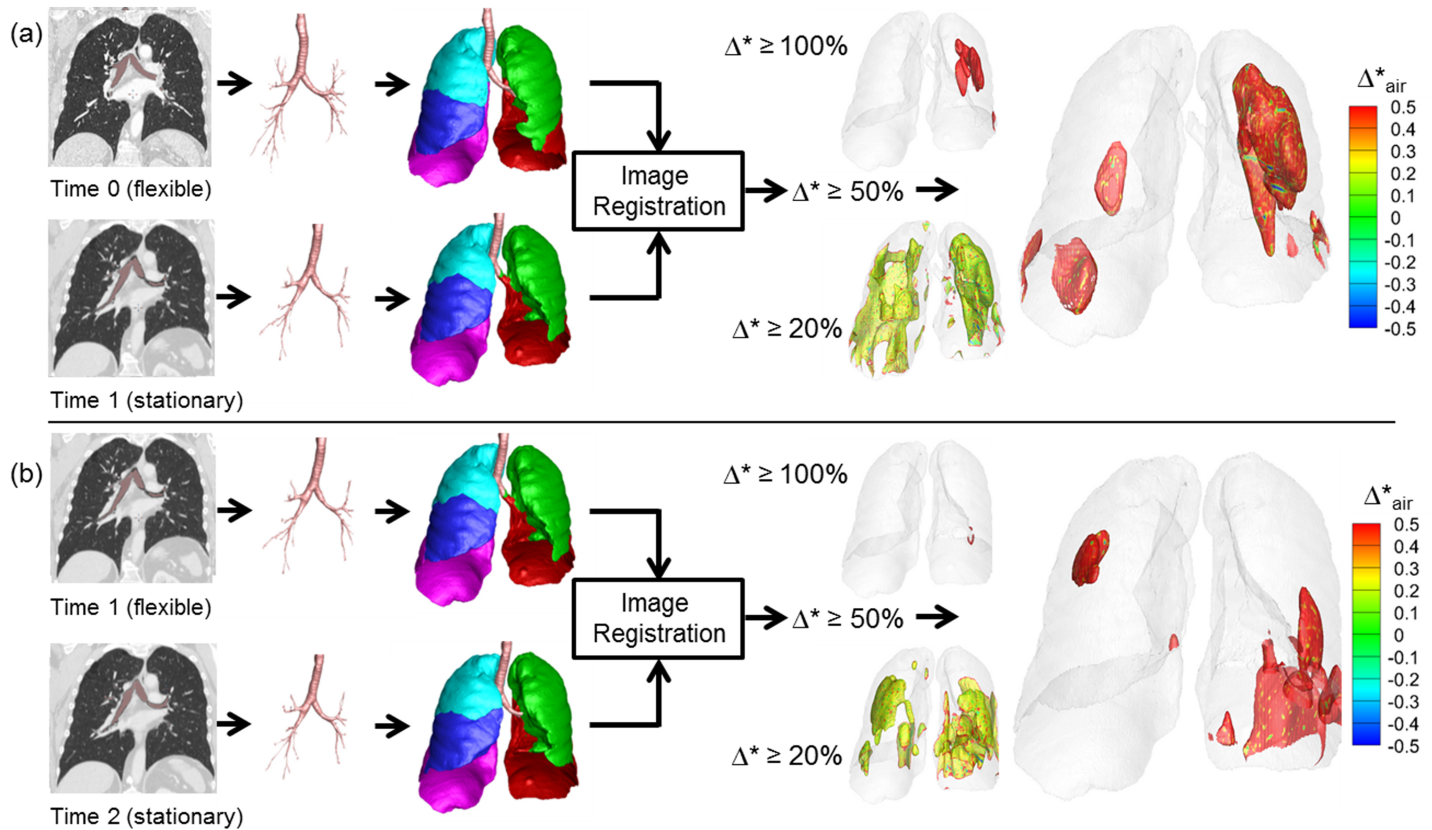 (a)
Time 0 (flexible)
Time 1 (stationary)
Image
Registration
Δ* ≥ 100%
Δ* ≥ 50%
Δ* ≥ 20%
Δ*air
0.5
0.4
0.3
0.2
0.1
0
-0.1
-0.2
-0.3
-0.4
-0.5
(b)
Time 1 (flexible)
Time 2 (stationary)
Image
Registration
Δ* ≥ 100%
Δ* ≥ 50%
Δ* ≥ 20%
Δ*air
0.5
0.4
0.3
0.2
0.1
0
-0.1
-0.2
-0.3
-0.4
-0.5